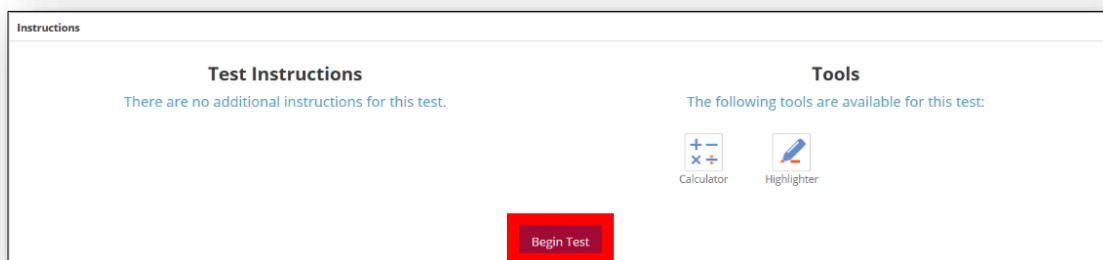 Instructions
Test Instructions
There are no additional instructions for this test.
Tools
The following tools are available for this test:
Calculator
Highlighter
Begin Test